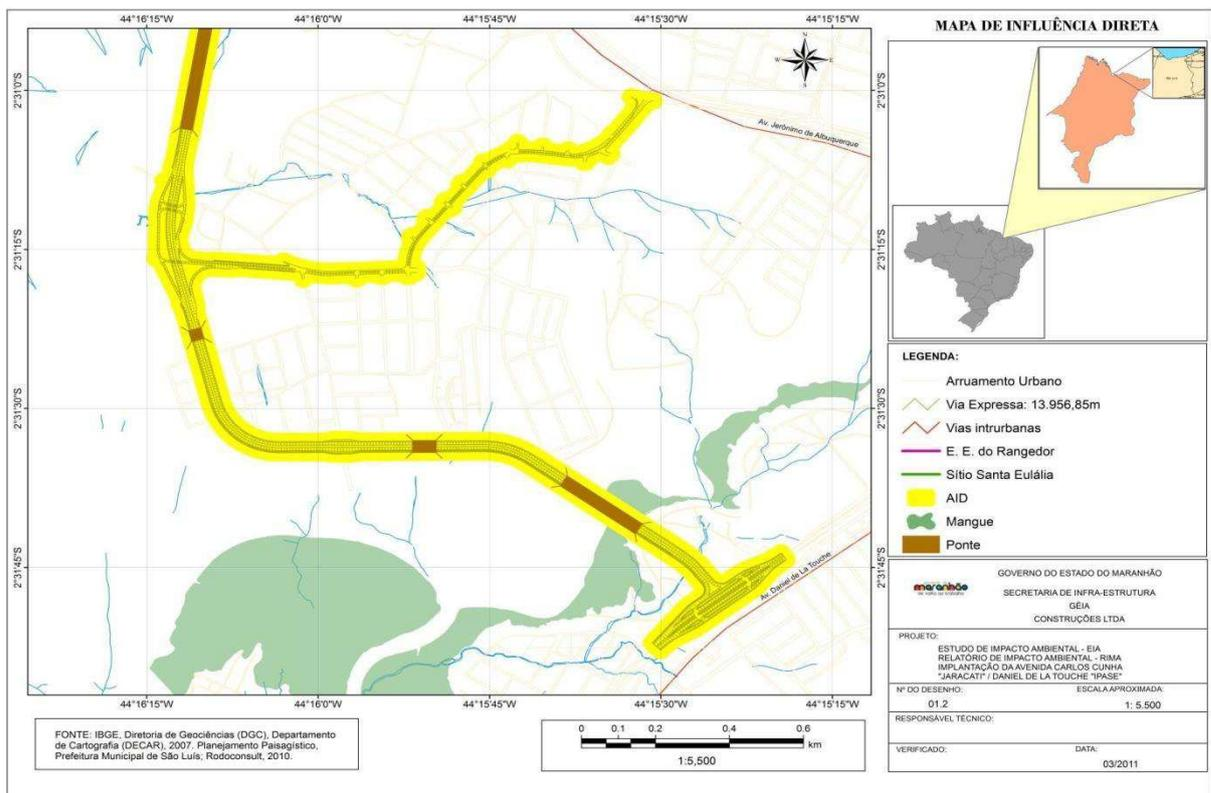 44°16'15"W 44°16'0"W 44°15'45"W 44°15'30"W 44°15'15"W
MAPA DE INFLUÊNCIA DIRETA
N
W E
S
2°31'0"S 2°31'0"S
Av. Jerônimo de Albuquerque
2°31'15"S 2°31'15"S
2°31'30"S 2°31'30"S
2°31'45"S 2°31'45"S
Av. Daniel de La Touche
44°16'15"W 44°16'0"W 44°15'45"W 44°15'30"W 44°15'15"W
LEGENDA:
Arruamento Urbano
Via Expressa: 13.956,85m
Vias intrurbanas
E. E. do Rangedor
Sítio Santa Eulália
AID
Mangue
Ponte
maranhão
GOVERNO DO ESTADO DO MARANHÃO
SECRETARIA DE INFRA-ESTRUTURA
GÉIA
CONSTRUÇÕES LTDA
PROJETO:
ESTUDO DE IMPACTO AMBIENTAL - EIA
RELATÓRIO DE IMPACTO AMBIENTAL - RIMA
IMPLANTAÇÃO DA AVENIDA CARLOS CUNHA
"JARACATI" / DANIEL DE LA TOUCHE "IPASE"
Nº DO DESENHO: ESCALA APROXIMADA:
01.2 1: 5.500
RESPONSÁVEL TÉCNICO:
VERIFICADO: DATA:
03/2011
FONTE: IBGE, Diretoria de Geociências (DGC), Departamento
de Cartografia (DECAR), 2007. Planejamento Paisagístico,
Prefeitura Municipal de São Luís; Rodoconsult, 2010.
0 0.1 0.2 0.4 0.6
km
1:5,500